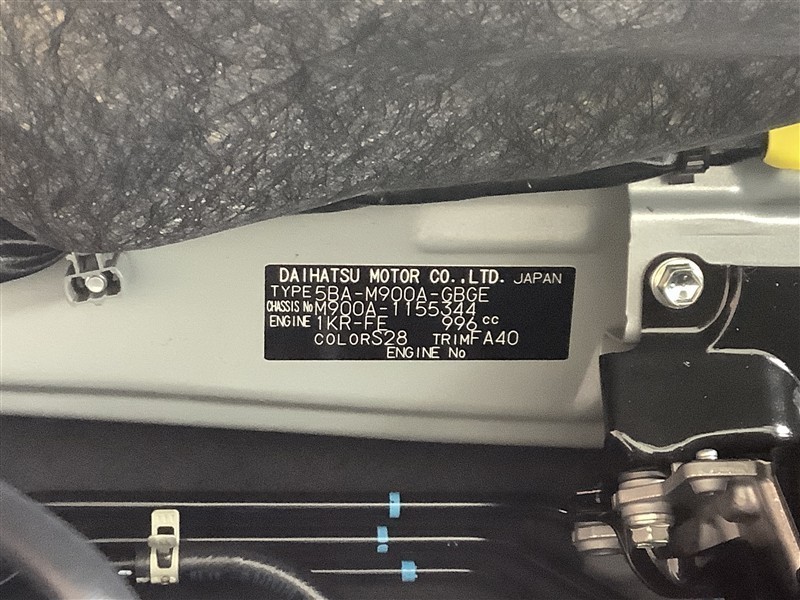 DAIHATSU MOTOR CO.,LTD. JAPAN
TYPE 5BA-M900A-GBGE
CHASSIS No M900A-1155344
ENGINE 1KR-FE 996 cc
COLOR S28 TRIM FA40
ENGINE No